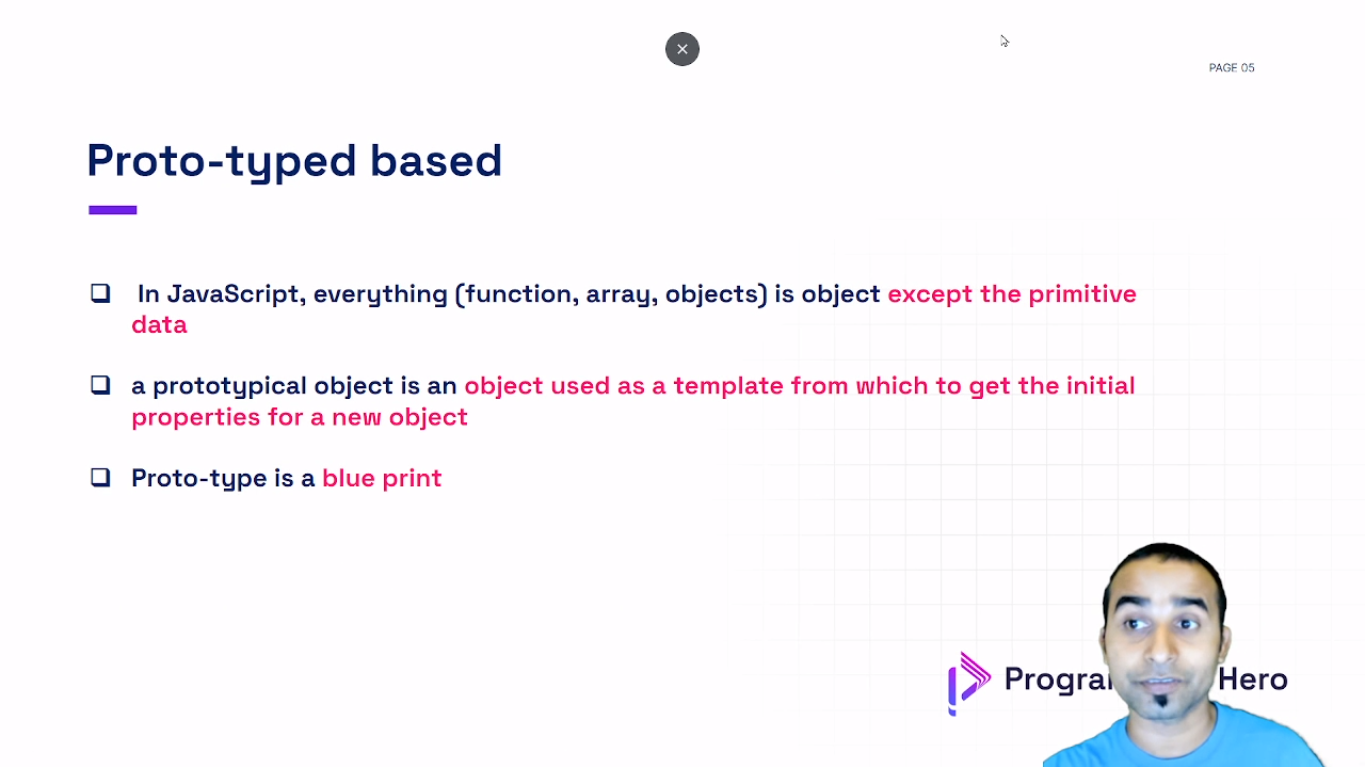 PAGE 05
Proto-typed based
In JavaScript, everything (function, array, objects) is object except the primitive
data
a prototypical object is an object used as a template from which to get the initial
properties for a new object
Proto-type is a blue print
Hero